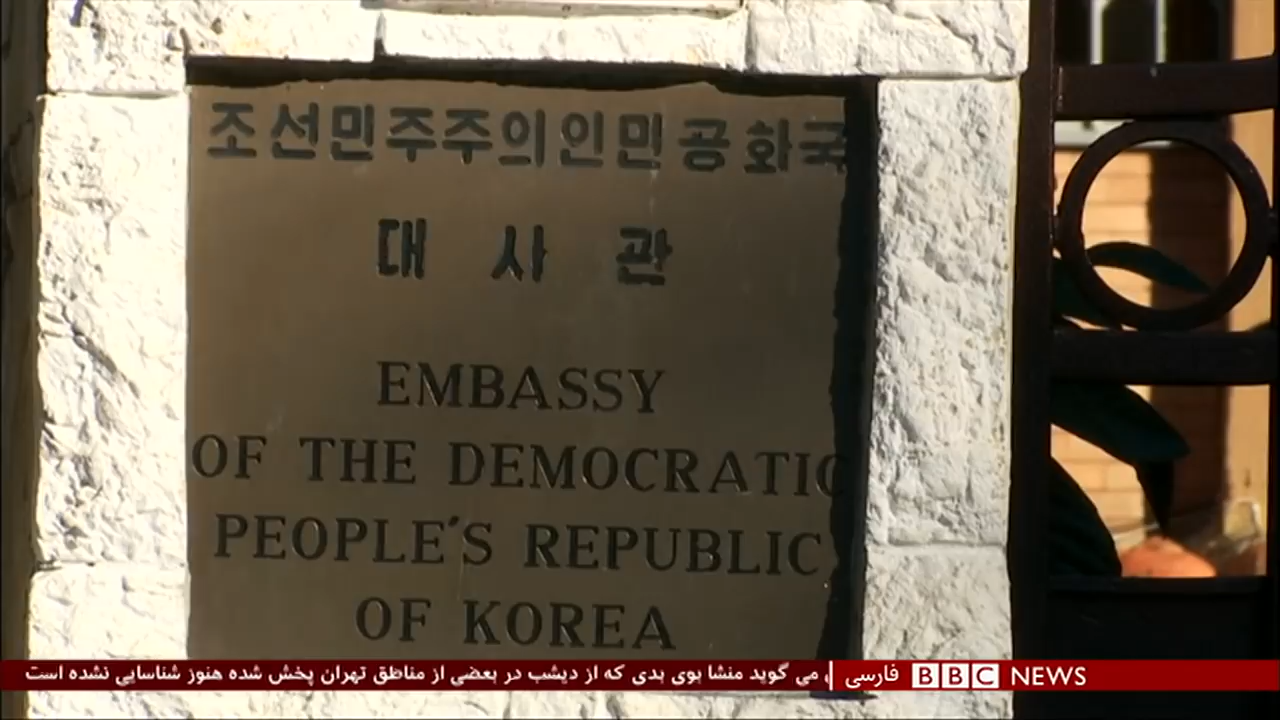 조선민주주의인민공화국
대 사 관
EMBASSY
OF THE DEMOCRATIC
PEOPLE'S REPUBLIC
OF KOREA
می گوید منشا بوی بدی که از دیشب در بعضی از مناطق تهران پخش شده هنوز شناسایی نشده است
فارسی BBC NEWS